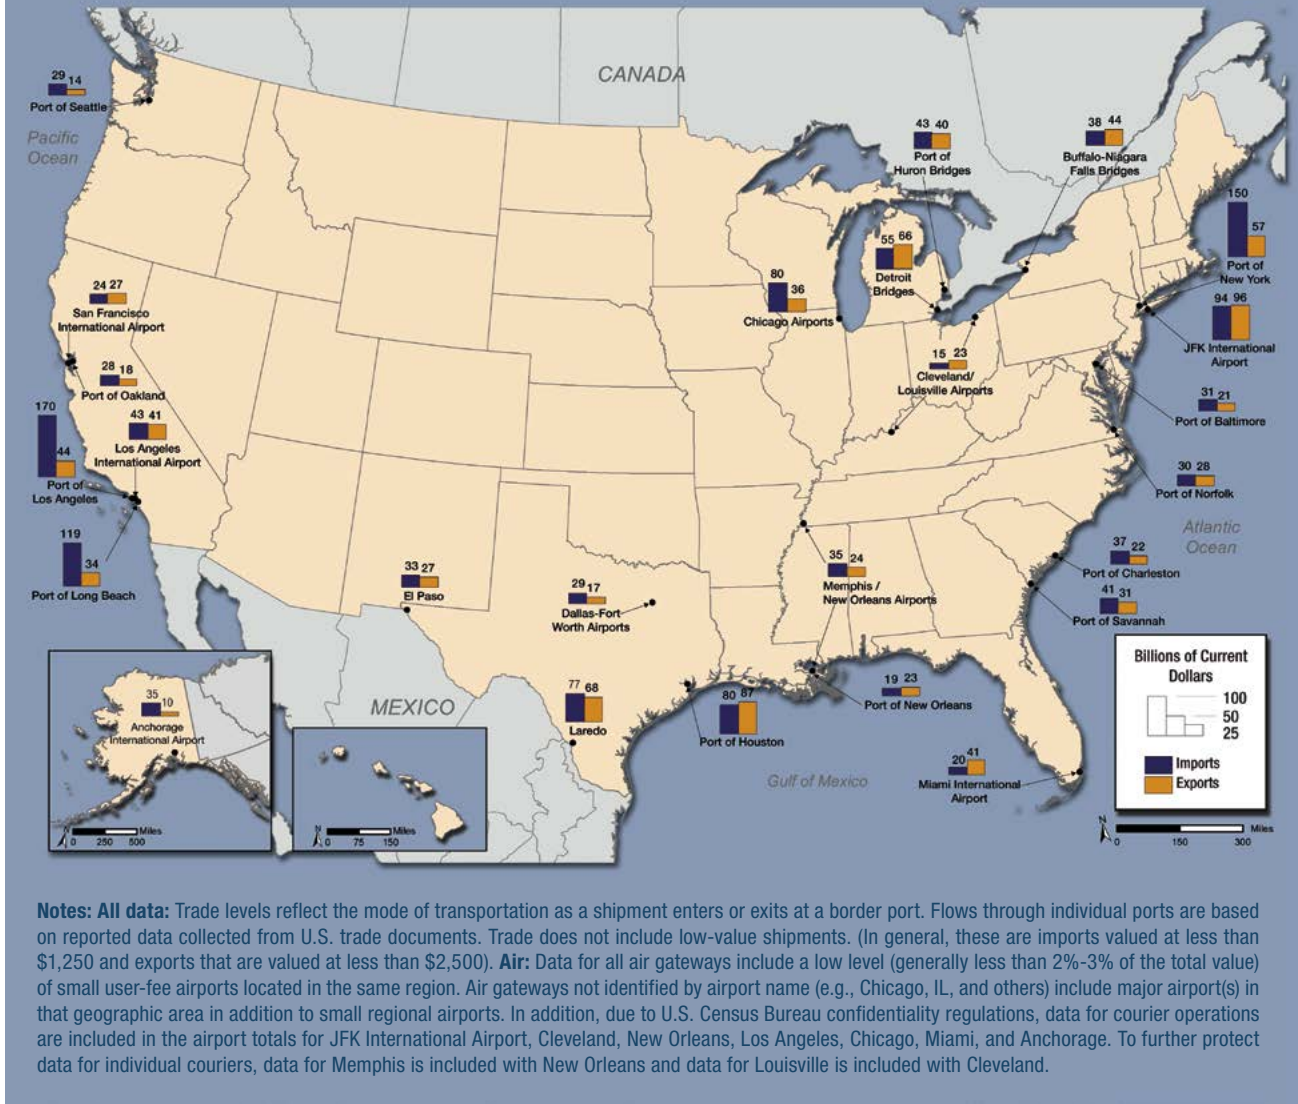 CANADA
29 14
Port of Seattle
Pacific
Ocean
43 40
Port of
Huron Bridges
38 44
Buffalo-Niagara
Falls Bridges
150
57
Port of
New York
55 66
Detroit
Bridges
80
36
Chicago Airports
94 96
JFK International
Airport
24 27
San Francisco
International Airport
15 23
Cleveland/
Louisville Airports
28 18
Port of Oakland
31 21
Port of Baltimore
170
44
Port of
Los Angeles
43 41
Los Angeles
International Airport
30 28
Port of Norfolk
Atlantic
Ocean
119
34
Port of Long Beach
33 27
El Paso
29 17
Dallas-Fort
Worth Airports
35 24
Memphis /
New Orleans Airports
37 22
Port of Charleston
41 31
Port of Savannah
Billions of Current
Dollars
100
50
25
Imports
Exports
35 10
Anchorage
International Airport
MEXICO
77 68
Laredo
80 87
Port of Houston
19 23
Port of New Orleans
Gulf of Mexico
20 41
Miami International
Airport
N
Miles
0 250 500
N
Miles
0 75 150
N
Miles
0 150 300
Notes: All data: Trade levels reflect the mode of transportation as a shipment enters or exits at a border port. Flows through individual ports are based
on reported data collected from U.S. trade documents. Trade does not include low-value shipments. (In general, these are imports valued at less than
$1,250 and exports that are valued at less than $2,500). Air: Data for all air gateways include a low level (generally less than 2%-3% of the total value)
of small user-fee airports located in the same region. Air gateways not identified by airport name (e.g., Chicago, IL, and others) include major airport(s) in
that geographic area in addition to small regional airports. In addition, due to U.S. Census Bureau confidentiality regulations, data for courier operations
are included in the airport totals for JFK International Airport, Cleveland, New Orleans, Los Angeles, Chicago, Miami, and Anchorage. To further protect
data for individual couriers, data for Memphis is included with New Orleans and data for Louisville is included with Cleveland.